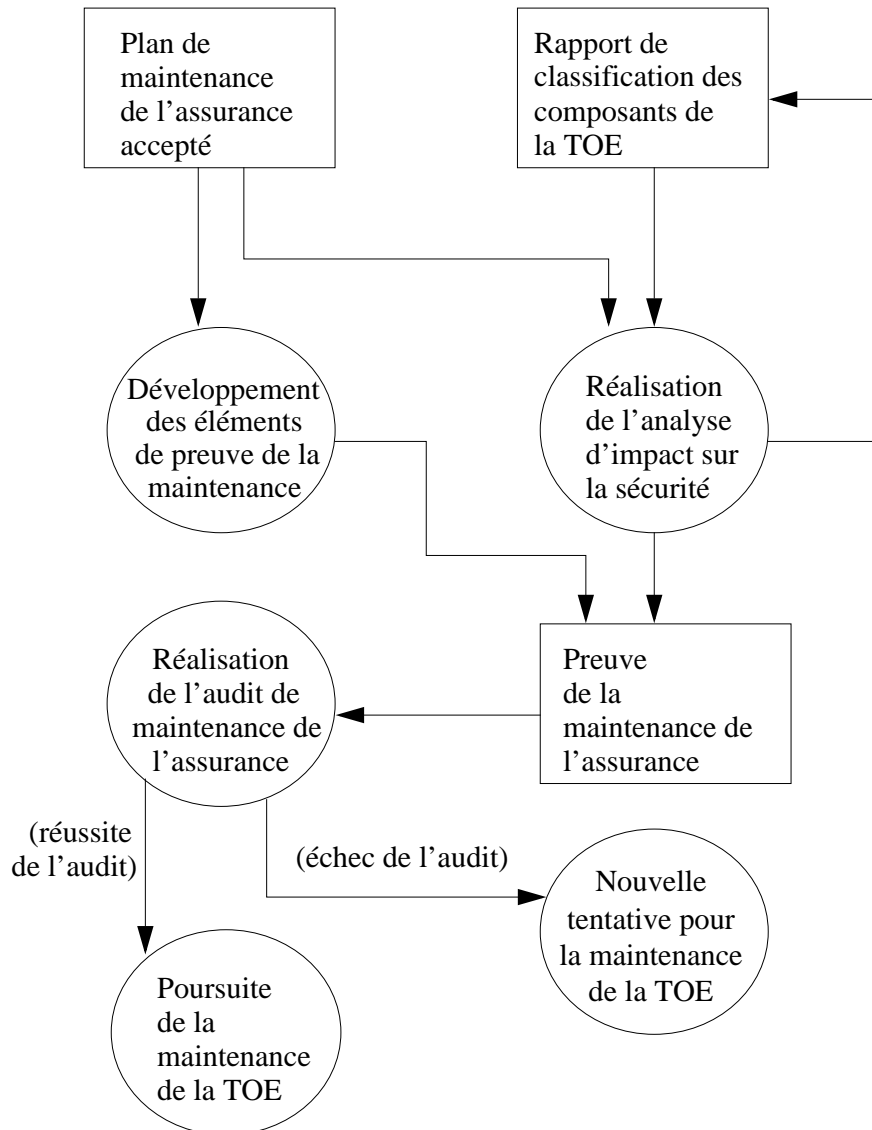 Plan de
maintenance
de l’assurance
accepté
Rapport de
classification des
composants de
la TOE
Développement
des éléments
de preuve de la
maintenance
Réalisation
de l’analyse
d’impact sur
la sécurité
Réalisation
de l’audit de
maintenance de
l’assurance
Preuve
de la
maintenance de
l’assurance
(réussite
de l’audit)
(échec de l’audit)
Nouvelle
tentative pour
la maintenance
de la TOE
Poursuite
de la
maintenance
de la TOE